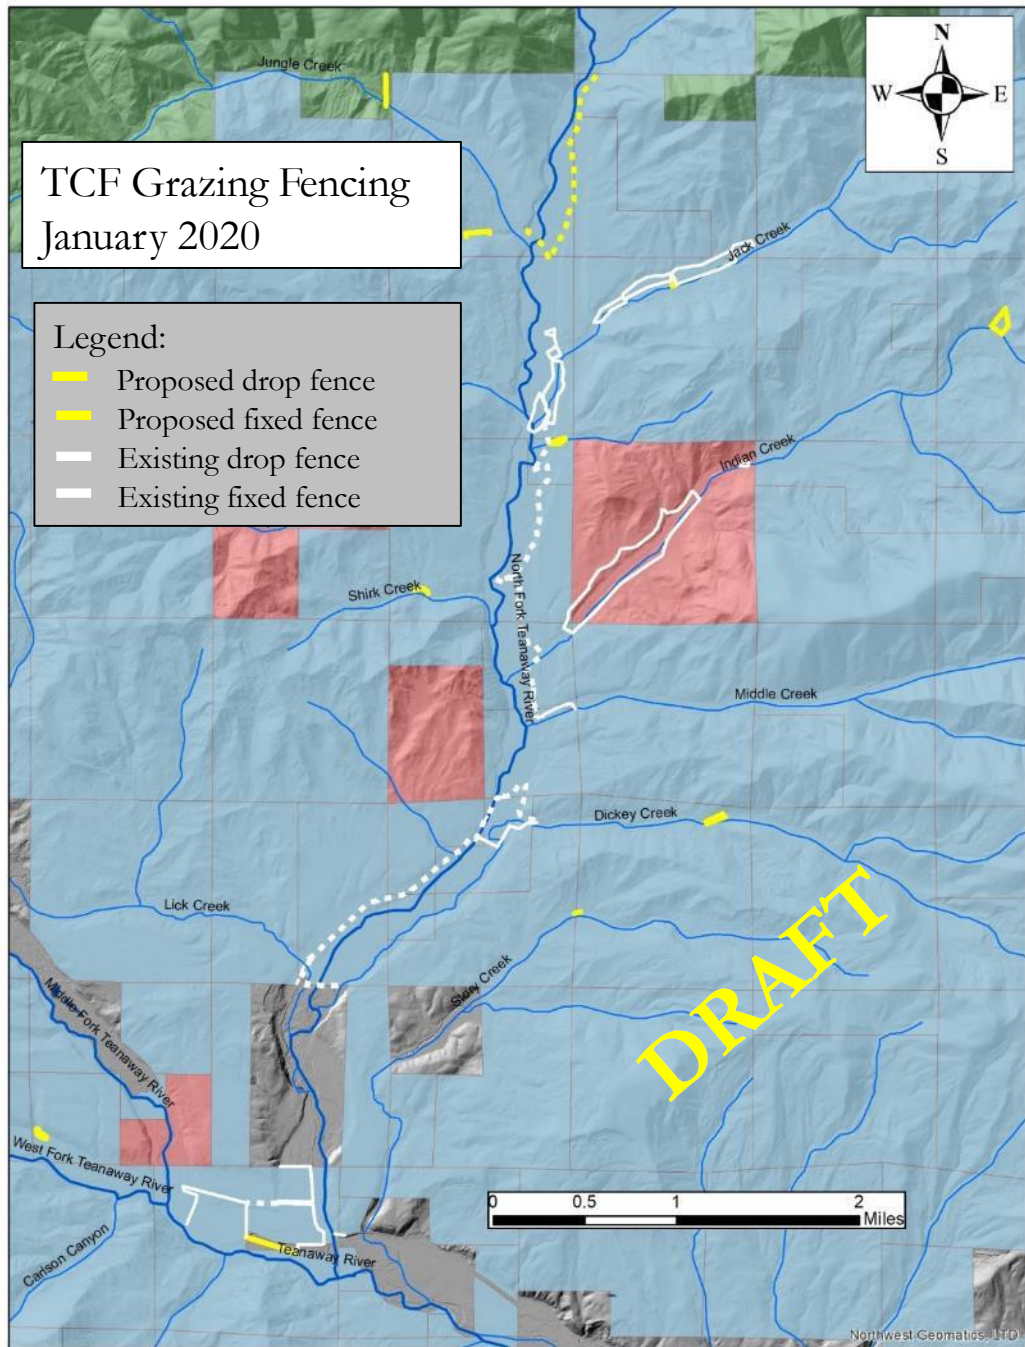 N
W E
S
Jungle Creek
TCF Grazing Fencing
January 2020
Jack Creek
Legend:
Proposed drop fence
Proposed fixed fence
Existing drop fence
Existing fixed fence
Indian Creek
North Fork Teanaway River
Shirk Creek
Middle Creek
Dickey Creek
Lick Creek
DRAFT
Story Creek
Middle Fork Teanaway River
West Fork Teanaway River
Carlson Canyon
Teanaway River
0 0.5 1 2
Miles
Northwest Geomatics, LTD